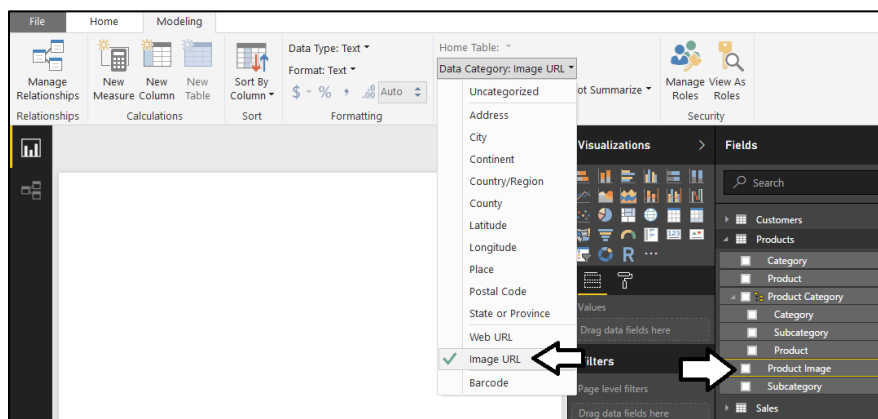 File Home Modeling
Data Type: Text
Format: Text
$ % , .00 Auto
Home Table:
Data Category: Image URL
ot Summarize
Manage Relationships
New Measure
New Column
New Table
Sort By Column
Manage Roles
View As Roles
Relationships
Calculations
Sort
Formatting
Security
Uncategorized
Address
City
Continent
Country/Region
County
Latitude
Longitude
Place
Postal Code
State or Province
Web URL
Image URL
Barcode
Visualizations
R
123
Values
Drag data fields here
Filters
Page level filters
Drag data fields here
Fields
Search
Customers
Products
Category
Product
Product Category
Category
Subcategory
Product
Product Image
Subcategory
Sales